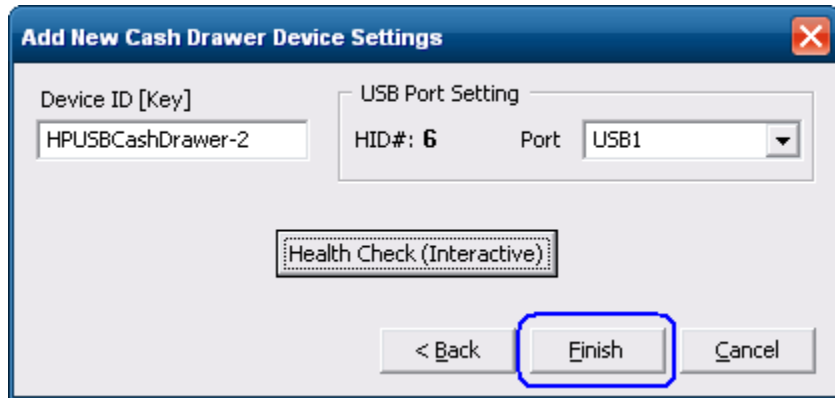 Add New Cash Drawer Device Settings
Device ID [Key]
HPUSBCashDrawer-2
USB Port Setting
HID#: 6
Port
USB1
Health Check (Interactive)
< Back
Finish
Cancel